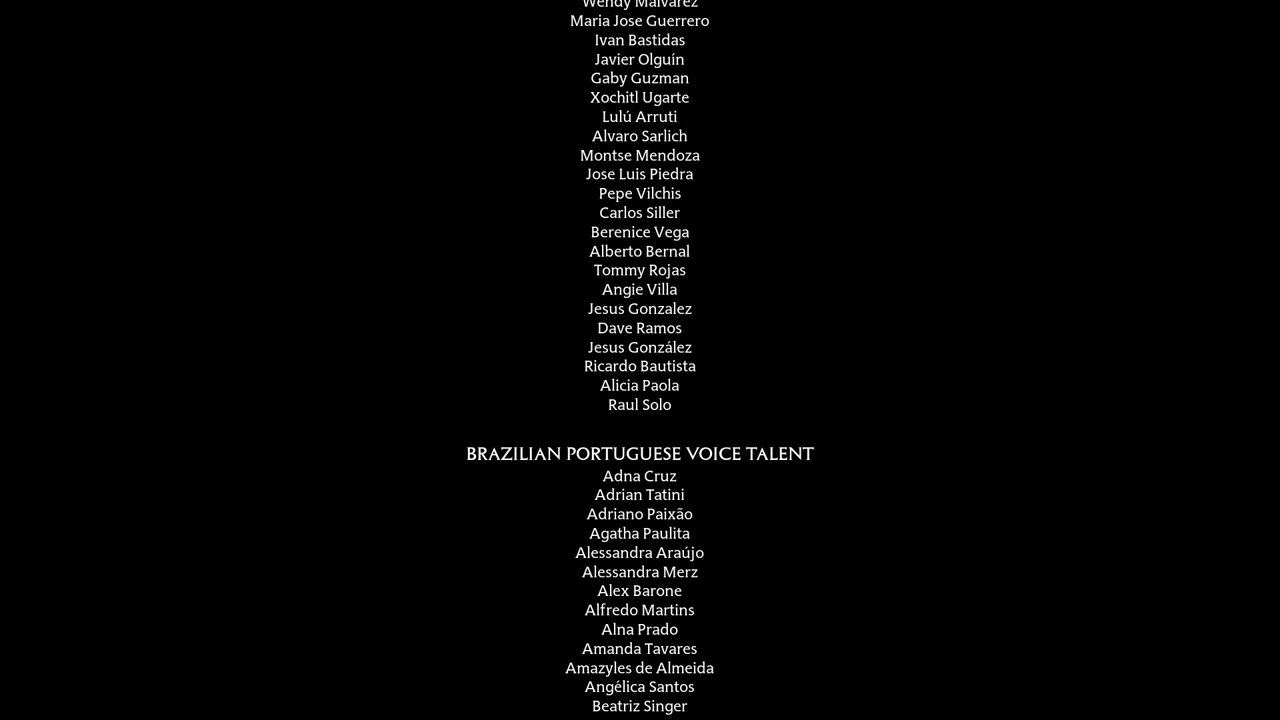 Wendy Malvarez
Maria Jose Guerrero
Ivan Bastidas
Javier Olguín
Gaby Guzman
Xochitl Ugarte
Lulú Arruti
Alvaro Sarlich
Montse Mendoza
Jose Luis Piedra
Pepe Vilchis
Carlos Siller
Berenice Vega
Alberto Bernal
Tommy Rojas
Angie Villa
Jesus Gonzalez
Dave Ramos
Jesus González
Ricardo Bautista
Alicia Paola
Raul Solo
BRAZILIAN PORTUGUESE VOICE TALENT
Adna Cruz
Adrian Tatini
Adriano Paixão
Agatha Paulita
Alessandra Araújo
Alessandra Merz
Alex Barone
Alfredo Martins
Alna Prado
Amanda Tavares
Amazyles de Almeida
Angélica Santos
Beatriz Singer